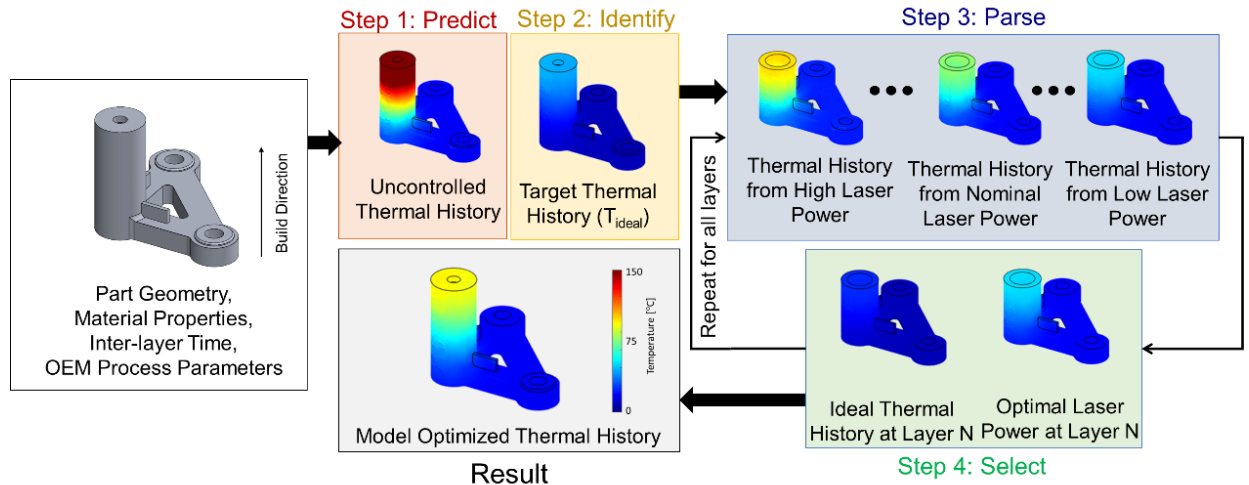 Part Geometry,
Material Properties,
Inter-layer Time,
OEM Process Parameters
Build Direction
Step 1: Predict
Uncontrolled
Thermal History
Step 2: Identify
Target Thermal
History (T_ideal)
Step 3: Parse
Thermal History
from High Laser
Power
Thermal History
from Nominal
Laser Power
Thermal History
from Low Laser
Power
Repeat for all layers
Ideal Thermal
History at Layer N
Optimal Laser
Power at Layer N
Step 4: Select
150
75
0
Temperature [°C]
Model Optimized Thermal History
Result